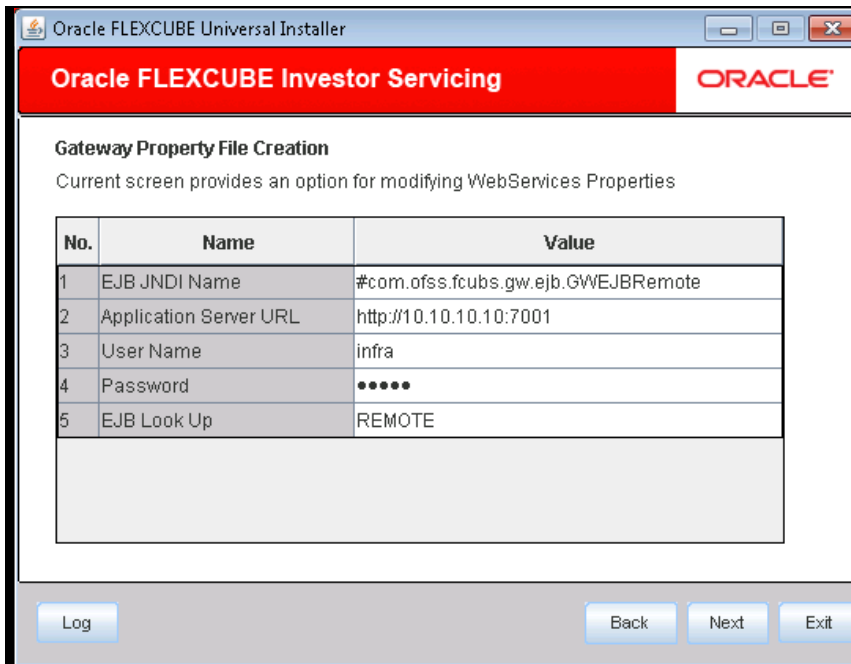 Oracle FLEXCUBE Universal Installer
Oracle FLEXCUBE Investor Servicing ORACLE
Gateway Property File Creation
Current screen provides an option for modifying WebServices Properties
No. Name Value
1 EJB JNDI Name #com.ofss.fcubs.gw.ejb.GWEJBRemote
2 Application Server URL http://10.10.10.10:7001
3 User Name infra
4 Password •••••
5 EJB Look Up REMOTE
Log Back Next Exit